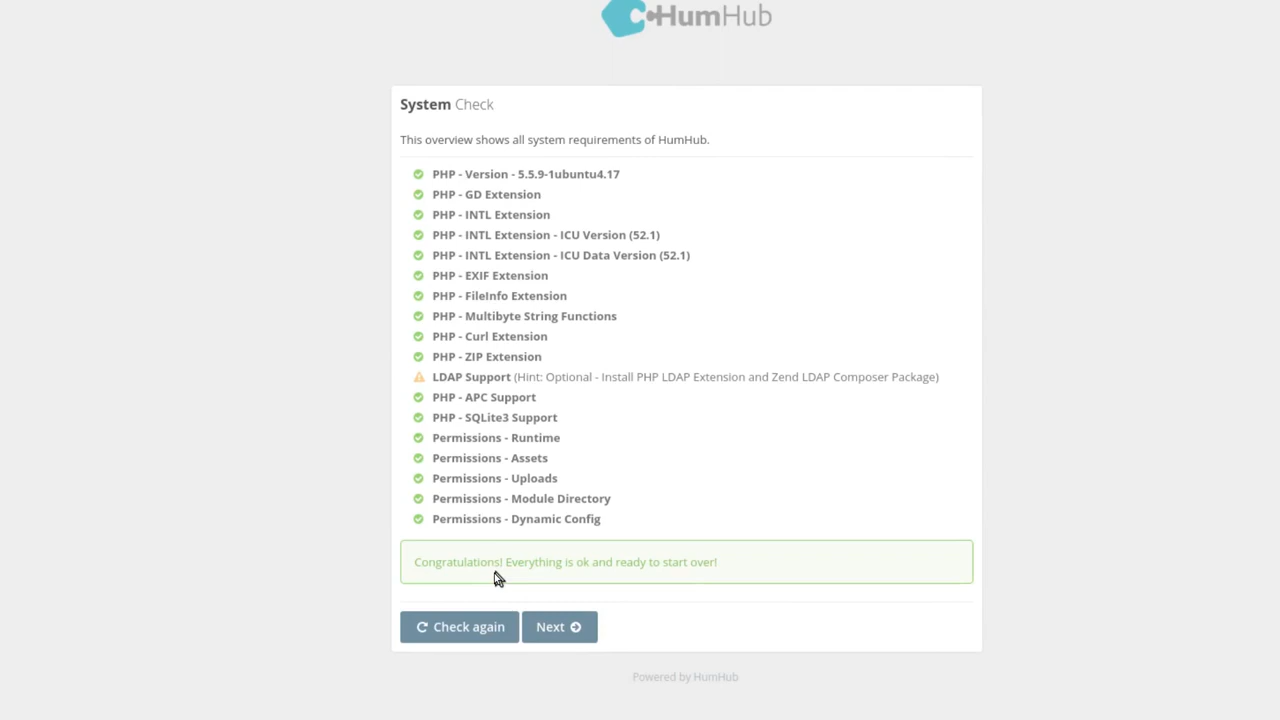 HumHub
System Check
This overview shows all system requirements of HumHub.
PHP - Version - 5.5.9-1ubuntu4.17
PHP - GD Extension
PHP - INTL Extension
PHP - INTL Extension - ICU Version (52.1)
PHP - INTL Extension - ICU Data Version (52.1)
PHP - EXIF Extension
PHP - FileInfo Extension
PHP - Multibyte String Functions
PHP - Curl Extension
PHP - ZIP Extension
LDAP Support (Hint: Optional - Install PHP LDAP Extension and Zend LDAP Composer Package)
PHP - APC Support
PHP - SQLite3 Support
Permissions - Runtime
Permissions - Assets
Permissions - Uploads
Permissions - Module Directory
Permissions - Dynamic Config
Congratulations! Everything is ok and ready to start over!
Check again Next
Powered by HumHub